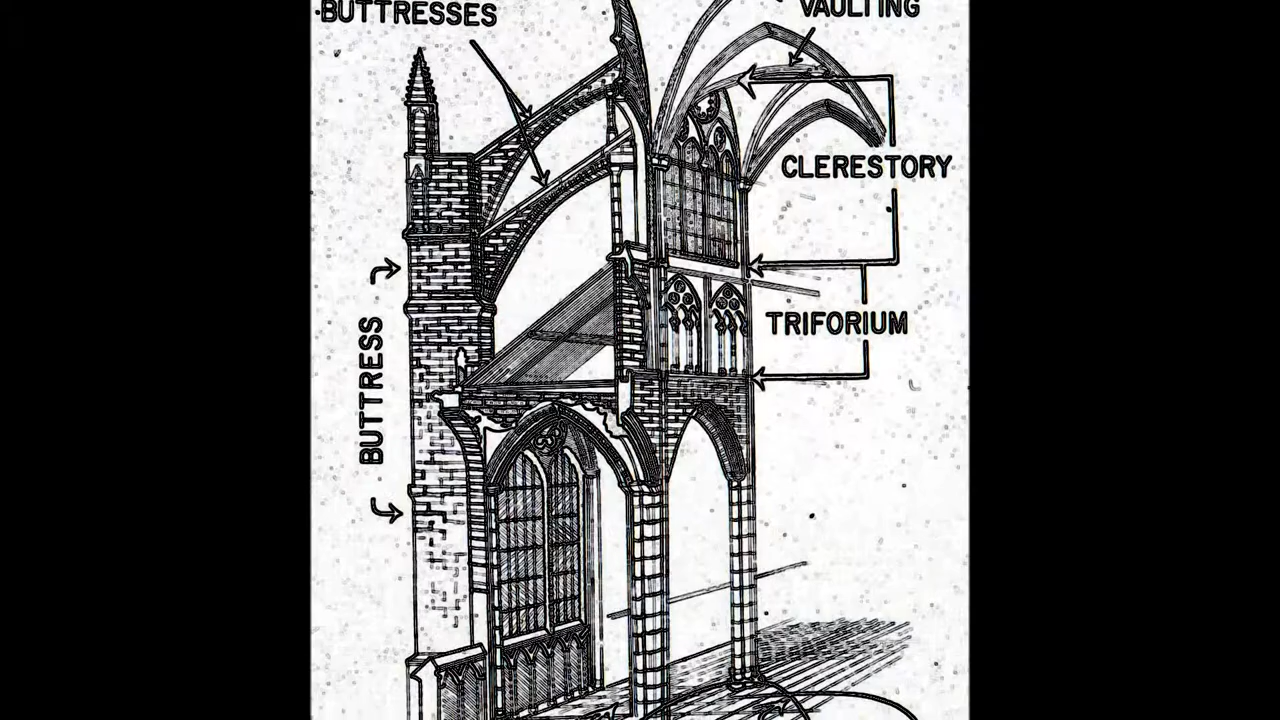 BUTTRESSES
VAULTING
CLERESTORY
TRIFORIUM
BUTTRESS